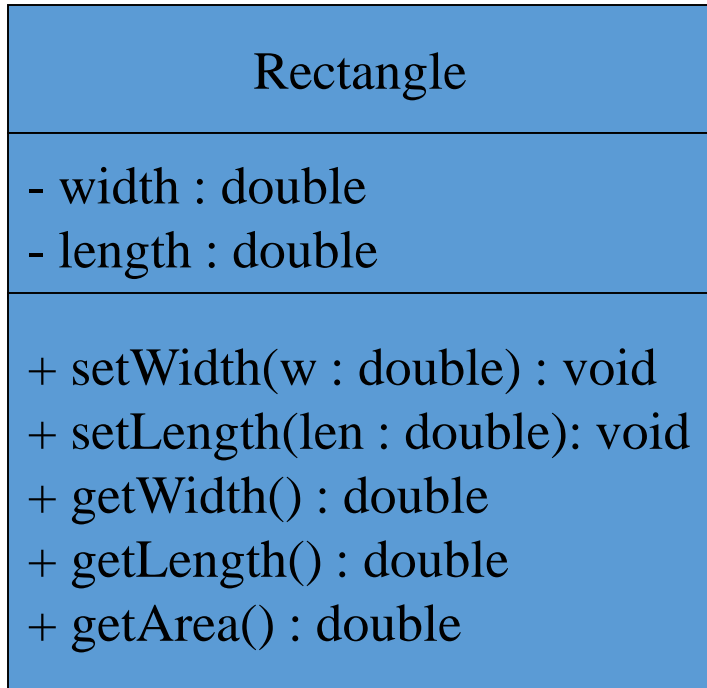 Rectangle
- width : double
- length : double
+ setWidth(w : double) : void
+ setLength(len : double): void
+ getWidth() : double
+ getLength() : double
+ getArea() : double